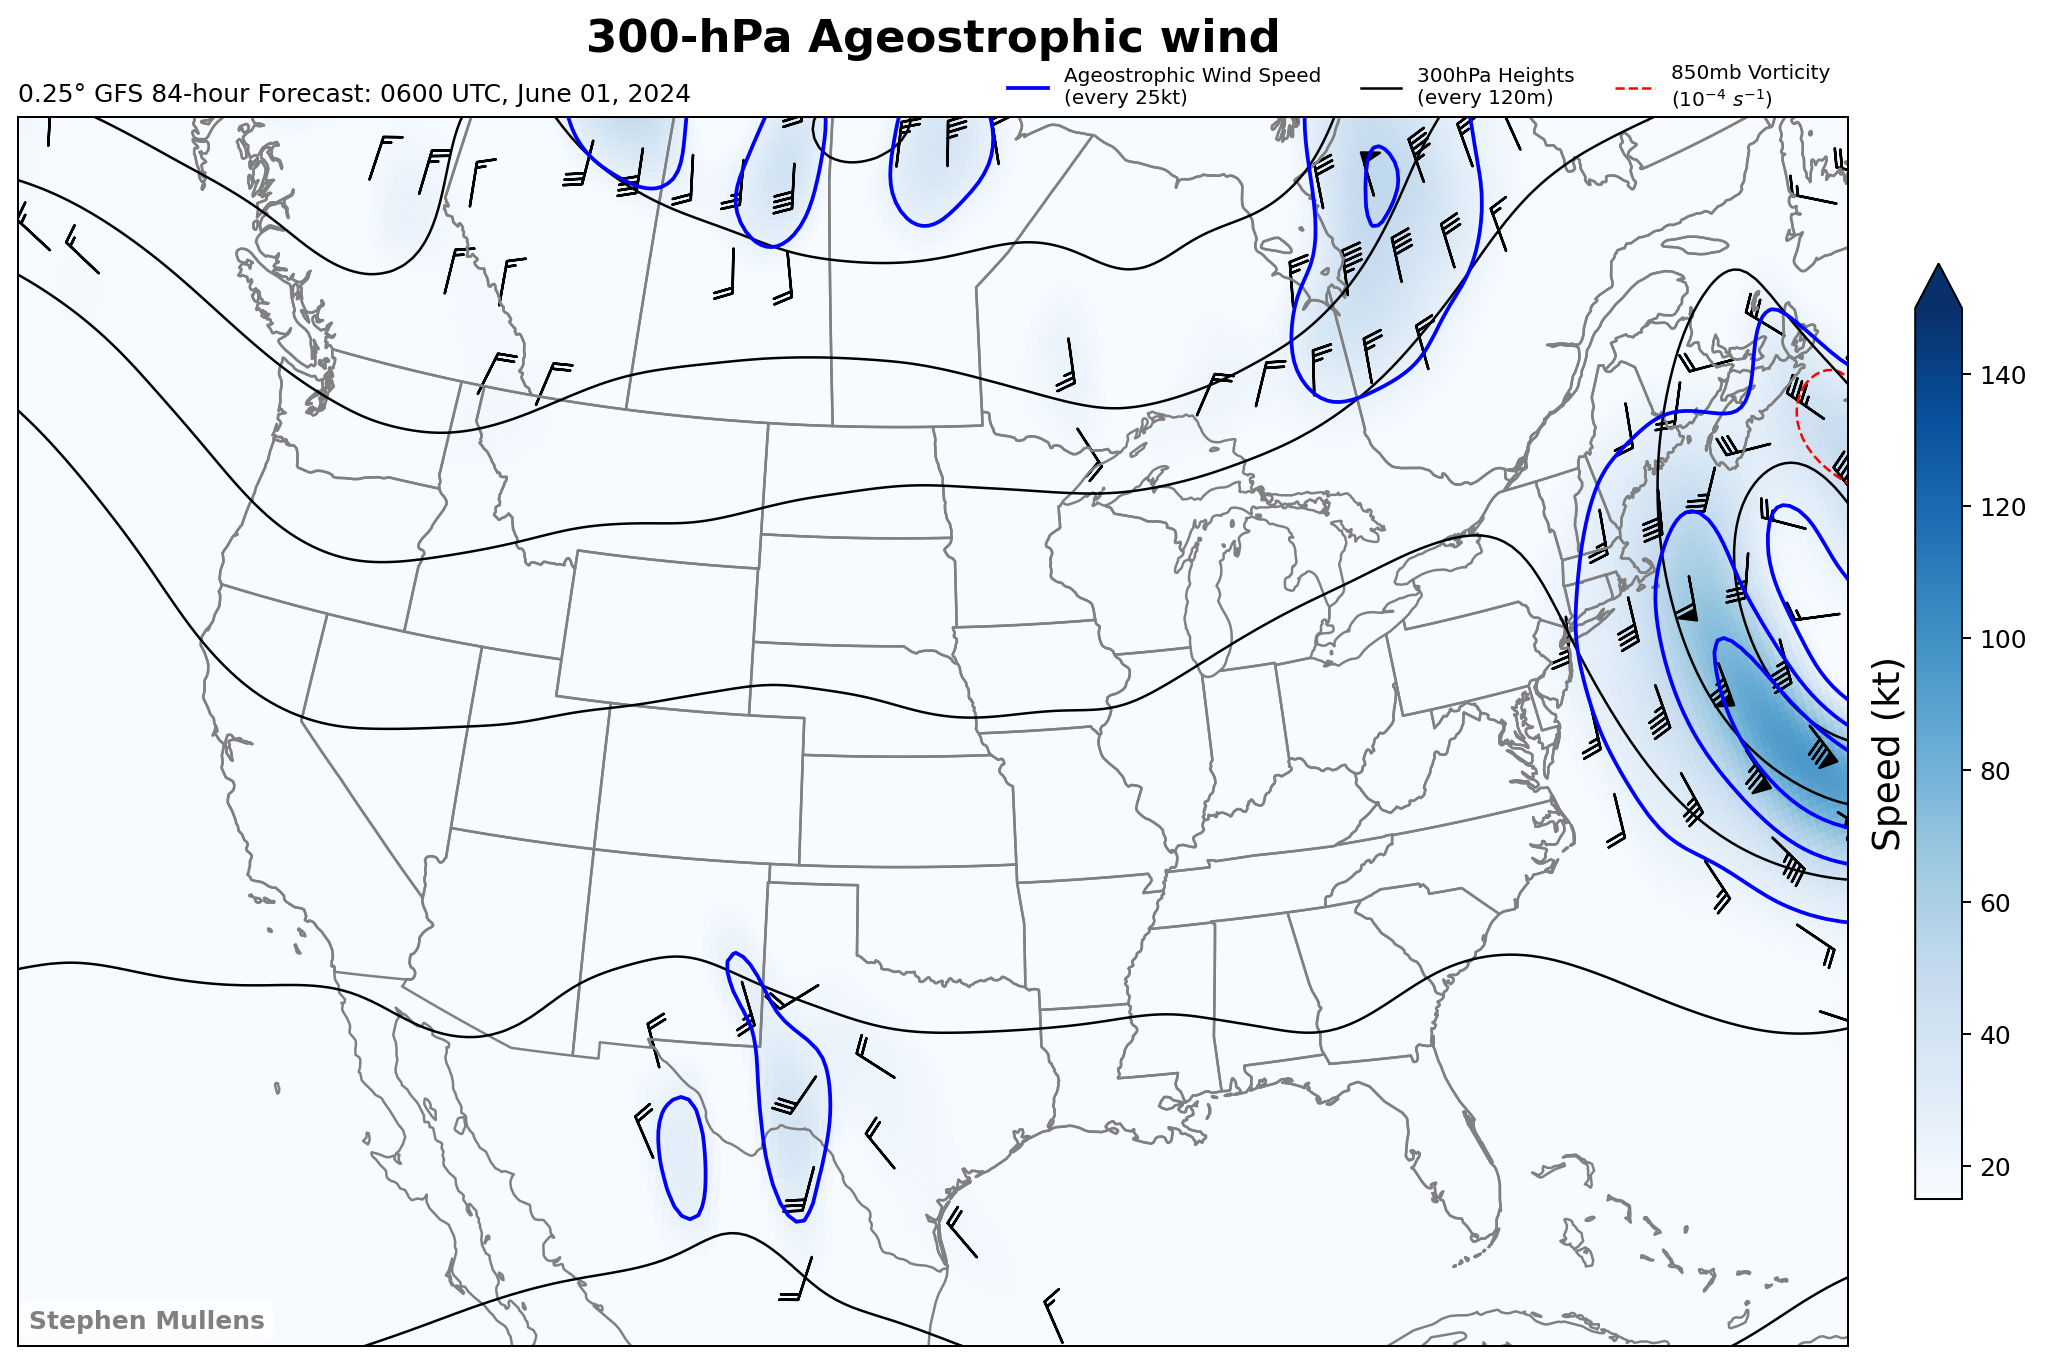 300-hPa Ageostrophic wind
0.25° GFS 84-hour Forecast: 0600 UTC, June 01, 2024
Ageostrophic Wind Speed
(every 25kt)
300hPa Heights
(every 120m)
850mb Vorticity
(10⁻⁴ s⁻¹)
140
120
100
80
60
40
20
Speed (kt)
Stephen Mullens